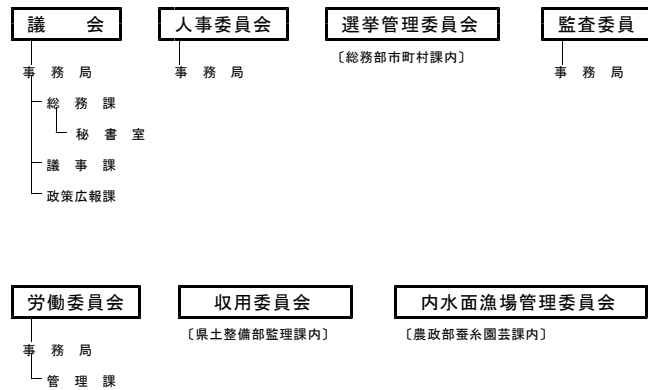 議　会　人事委員会　選挙管理委員会　監査委員
〔総務部市町村課内〕
事務局　事務局　事務局
総務課
秘書室
議事課
政策広報課
労働委員会　収用委員会　内水面漁場管理委員会
〔県土整備部監理課内〕　〔農政部蚕糸園芸課内〕
事務局
管理課